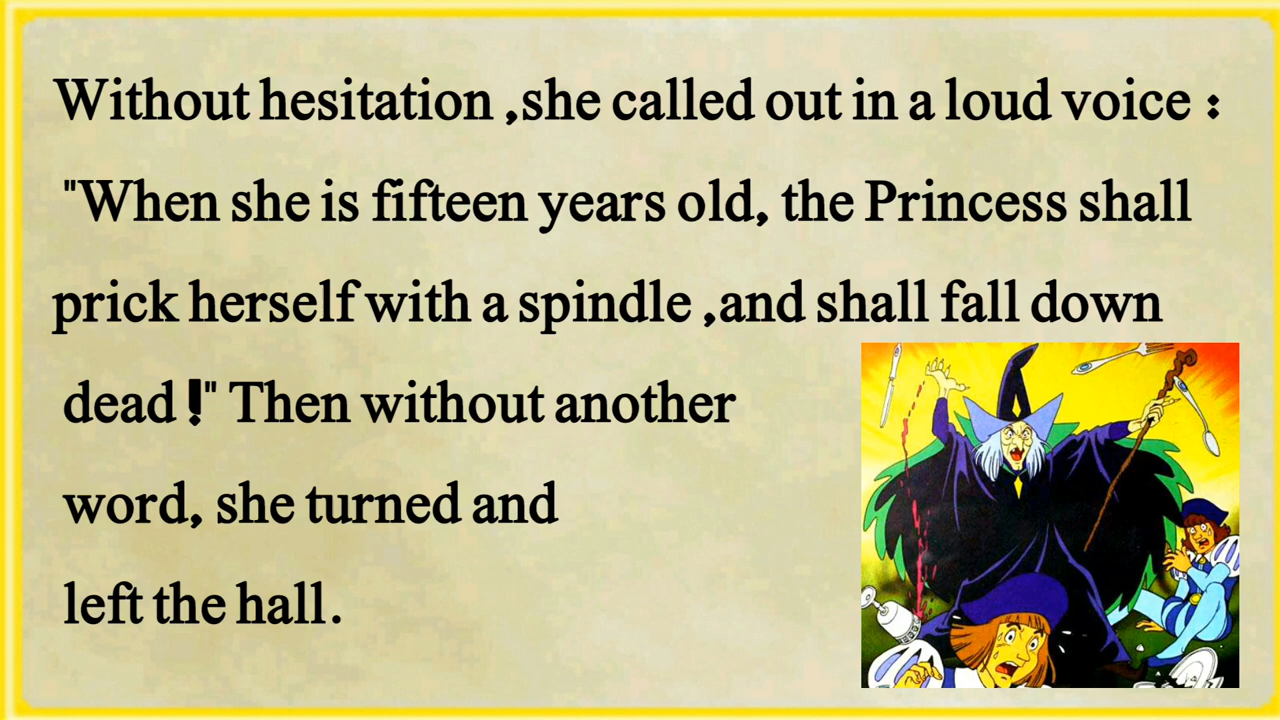 Without hesitation ,she called out in a loud voice :
"When she is fifteen years old, the Princess shall
prick herself with a spindle ,and shall fall down
dead !" Then without another
word, she turned and
left the hall.